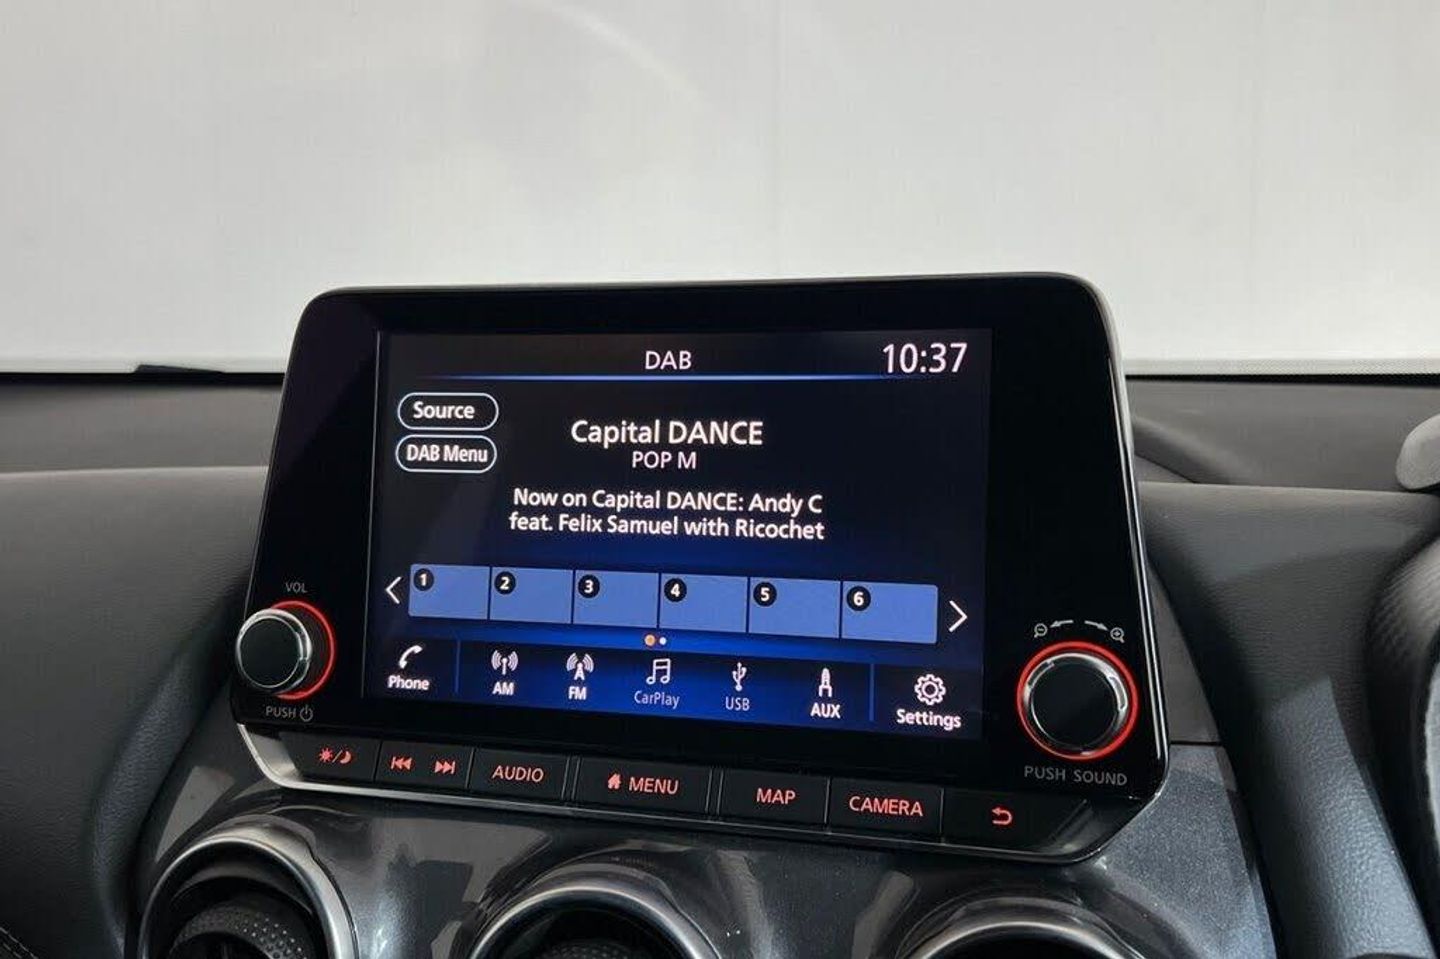 DAB 10:37
Source
DAB Menu
Capital DANCE
POP M
Now on Capital DANCE: Andy C
feat. Felix Samuel with Ricochet
1 2 3 4 5 6
Phone AM FM CarPlay USB AUX Settings
VOL
PUSH
PUSH SOUND
AUDIO MENU MAP CAMERA